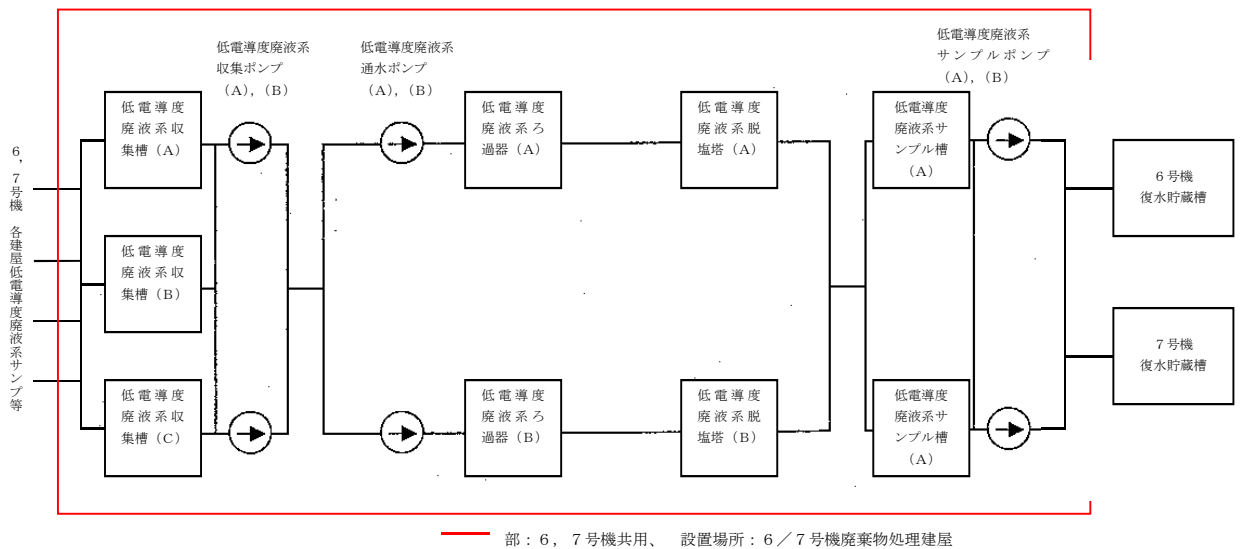 低電導度廃液系
収集ポンプ
（A），（B）
低電導度廃液系
通水ポンプ
（A），（B）
低電導度廃液系
サンプルポンプ
（A），（B）
6，7号機　各建屋低電導度廃液系サンプ等
低電導度
廃液系収
集槽（A）
低電導度
廃液系ろ
過器（A）
低電導度
廃液系脱
塩塔（A）
低電導度
廃液系サ
ンプル槽
（A）
6号機
復水貯蔵槽
低電導度
廃液系収
集槽（B）
7号機
復水貯蔵槽
低電導度
廃液系収
集槽（C）
低電導度
廃液系ろ
過器（B）
低電導度
廃液系脱
塩塔（B）
低電導度
廃液系サ
ンプル槽
（A）
部：6，7号機共用、　設置場所：6／7号機廃棄物処理建屋